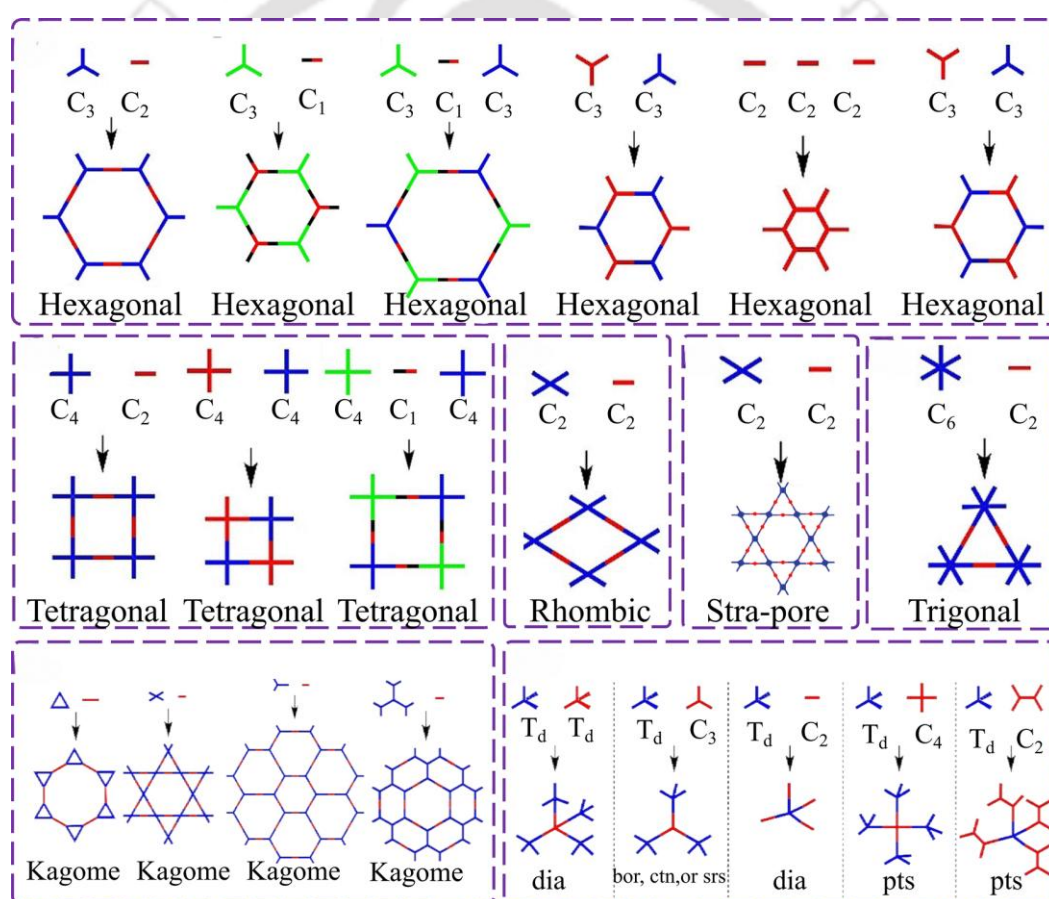 C3 C2 C3 C1 C3 C1 C3 C3 C3 C2 C2 C2 C3 C3
Hexagonal Hexagonal Hexagonal Hexagonal Hexagonal Hexagonal
C4 C2 C4 C4 C4 C1 C4
Tetragonal Tetragonal Tetragonal
C2 C2
Rhombic
C2 C2
Stra-pore
C6 C2
Trigonal
Kagome Kagome Kagome Kagome
Td Td Td C3 Td C2 Td C4 Td C2
dia bor, ctn,or srs dia pts pts